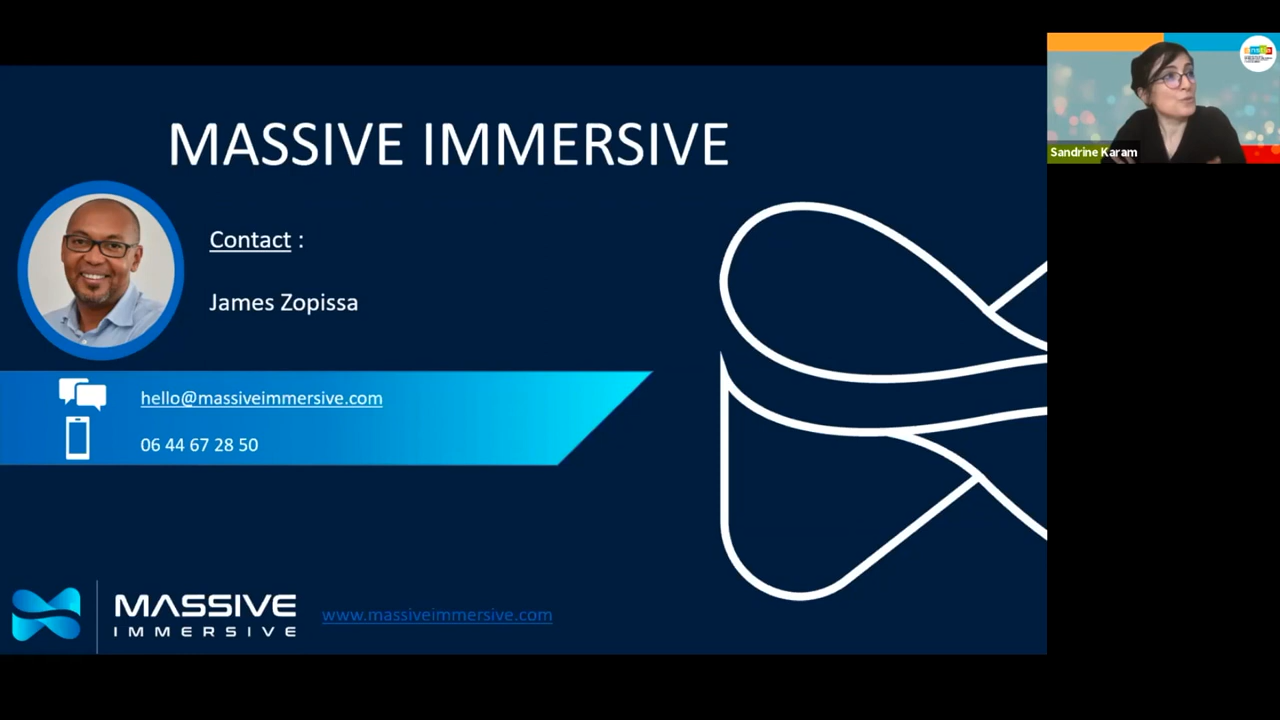 MASSIVE IMMERSIVE
Contact :
James Zopissa
hello@massiveimmersive.com
06 44 67 28 50
MASSIVE
IMMERSIVE
www.massiveimmersive.com
Sandrine Karam